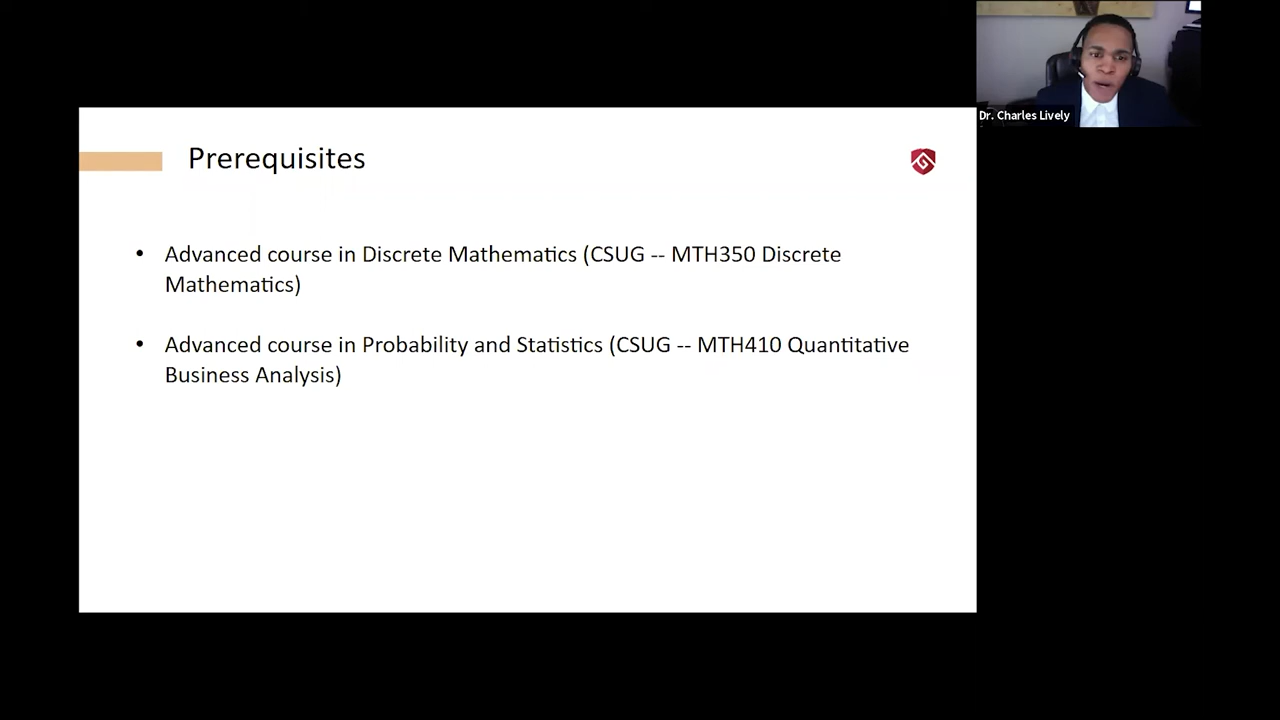 Dr. Charles Lively
Prerequisites
• Advanced course in Discrete Mathematics (CSUG -- MTH350 Discrete
Mathematics)
• Advanced course in Probability and Statistics (CSUG -- MTH410 Quantitative
Business Analysis)